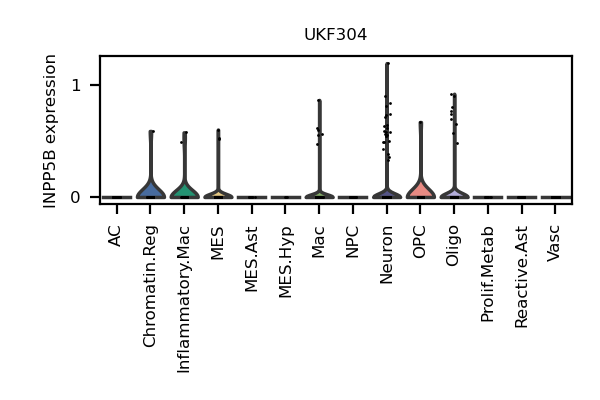 UKF304
INPP5B expression
1
0
AC
Chromatin.Reg
Inflammatory.Mac
MES
MES.Ast
MES.Hyp
Mac
NPC
Neuron
OPC
Oligo
Prolif.Metab
Reactive.Ast
Vasc